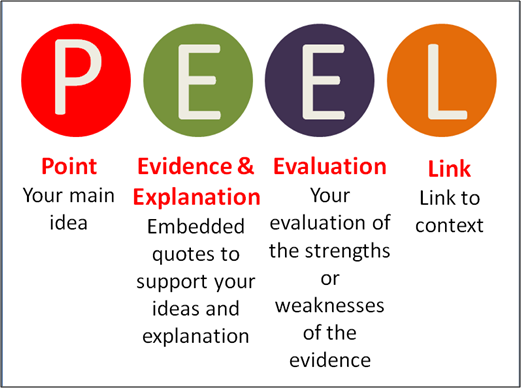 P E E L
Point
Your main
idea
Evidence &
Explanation
Embedded
quotes to
support your
ideas and
explanation
Evaluation
Your
evaluation of
the strengths
or
weaknesses
of the
evidence
Link
Link to
context